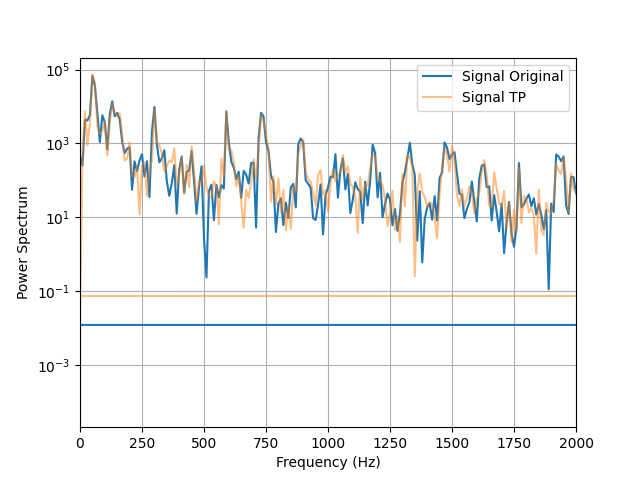 10^5
10^3
10^1
10^-1
10^-3
Power Spectrum
Signal Original
Signal TP
0 250 500 750 1000 1250 1500 1750 2000
Frequency (Hz)